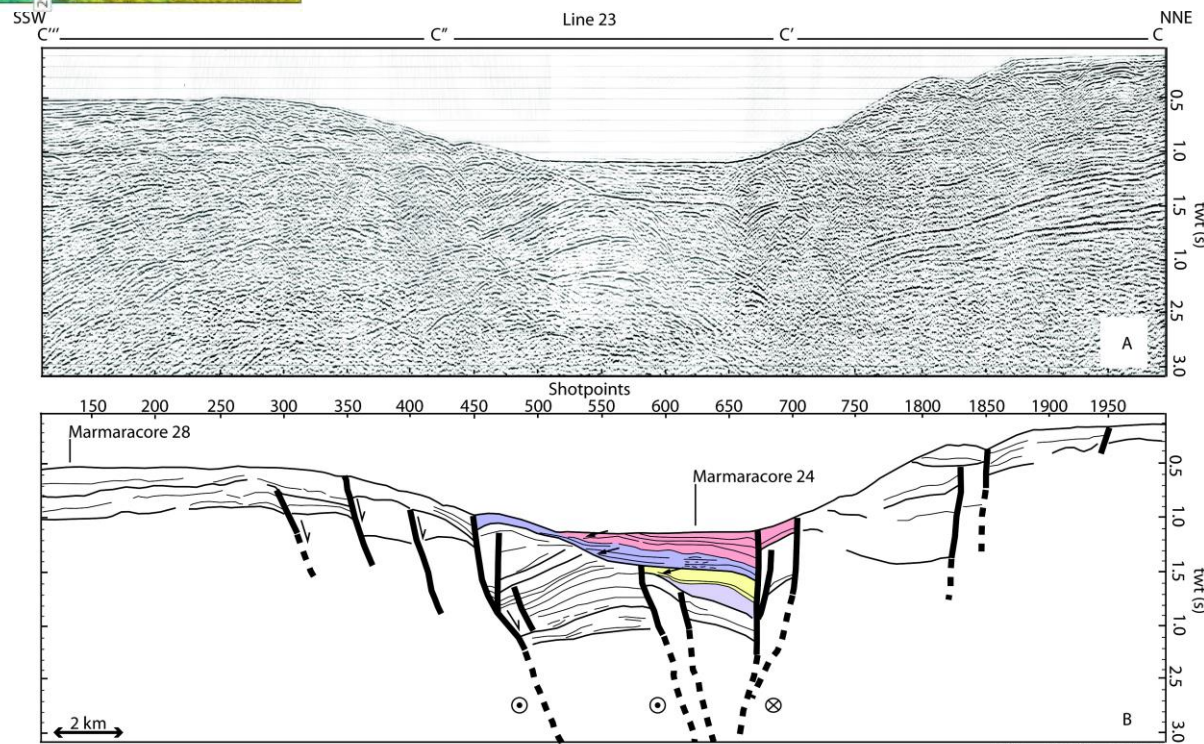 2
SSW Line 23 NNE
C''' C'' C' C
0.5
1.0
1.5
1.0
2.5
3.0
twt (s)
A
Shotpoints
150 200 250 300 350 400 450 500 550 600 650 700 750 1800 1850 1900 1950
Marmaracore 28
Marmaracore 24
0.5
1.0
1.5
1.0
2.5
3.0
twt (s)
2 km
B